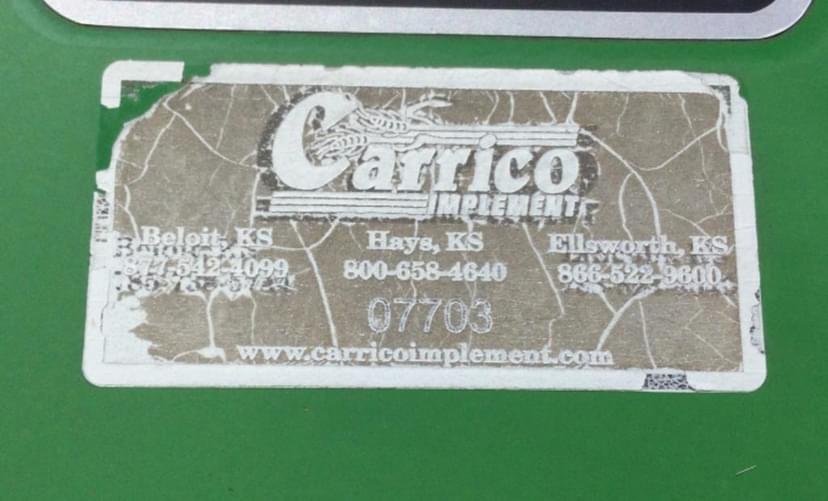 Carrico
IMPLEMENT
Beloit, KS Hays, KS Ellsworth, KS
877-542-4099 800-658-4640 866-522-9600
07703
www.carricoimplement.com